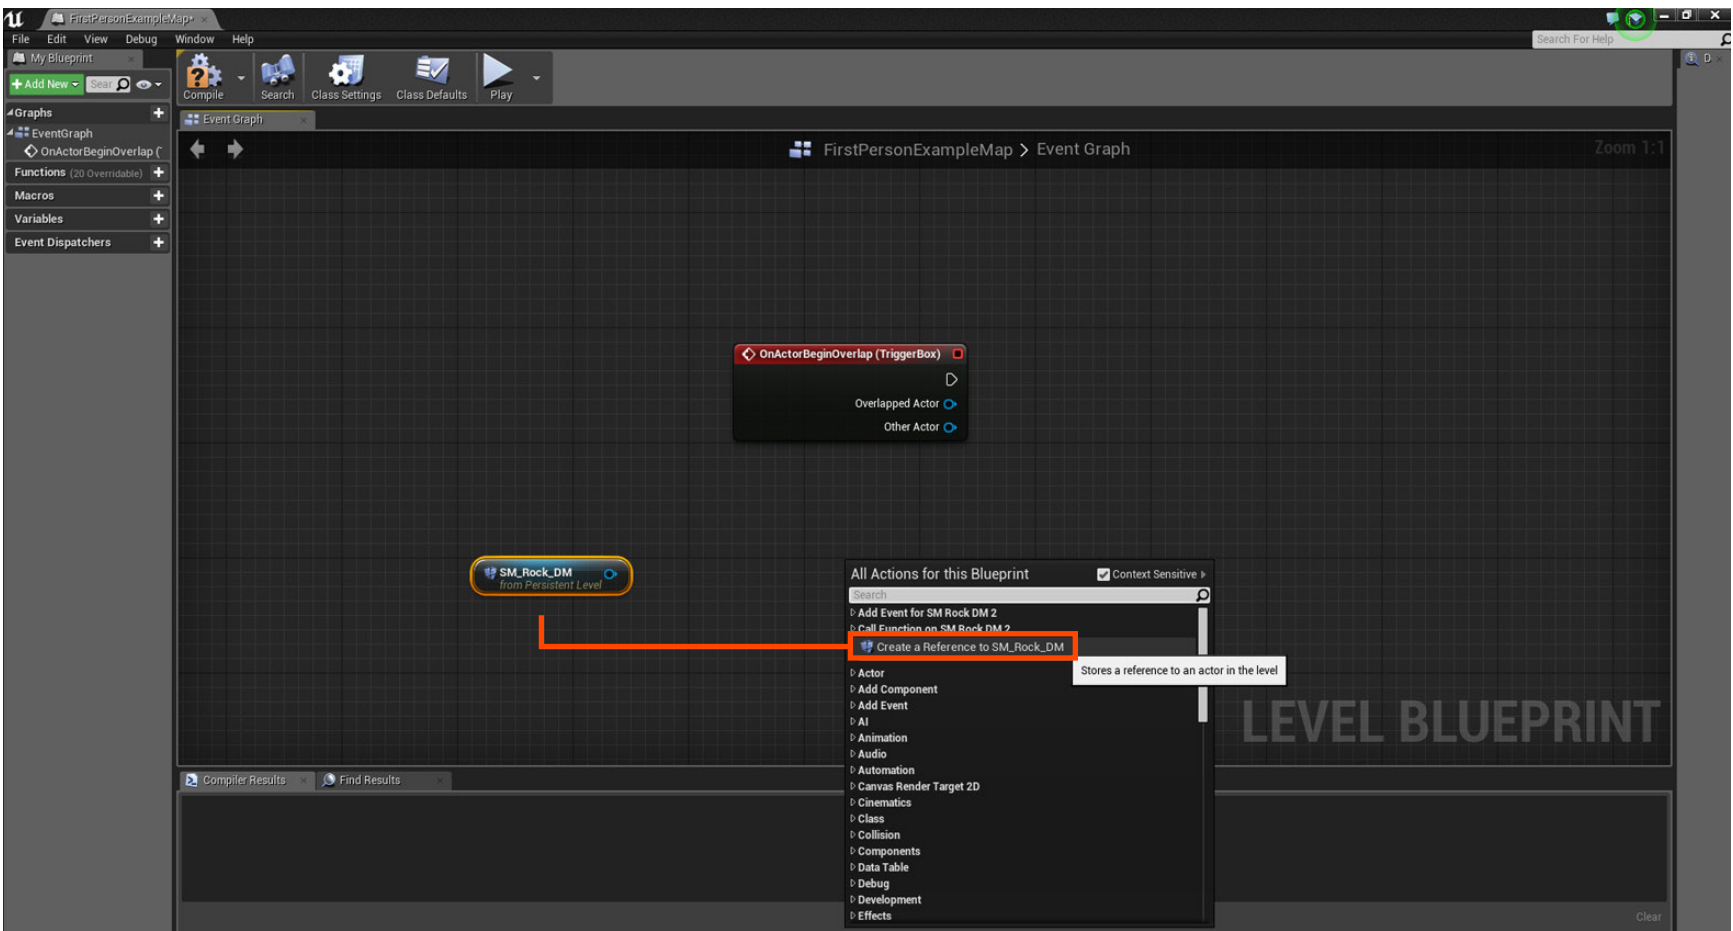 FirstPersonExampleMap*
File Edit View Debug Window Help
Search For Help
My Blueprint
D
Add New Sear
Compile Search Class Settings Class Defaults Play
Graphs
Event Graph
EventGraph
OnActorBeginOverlap (
FirstPersonExampleMap > Event Graph
Zoom 1:1
Functions (20 Overridable)
Macros
Variables
Event Dispatchers
OnActorBeginOverlap (TriggerBox)
Overlapped Actor
Other Actor
SM_Rock_DM
from Persistent Level
All Actions for this Blueprint Context Sensitive
Search
Add Event for SM Rock DM 2
Call Function on SM Rock DM 2
Create a Reference to SM_Rock_DM
Stores a reference to an actor in the level
Actor
Add Component
Add Event
AI
Animation
Audio
Automation
Canvas Render Target 2D
Cinematics
Class
Collision
Components
Data Table
Debug
Development
Effects
LEVEL BLUEPRINT
Compiler Results Find Results
Clear